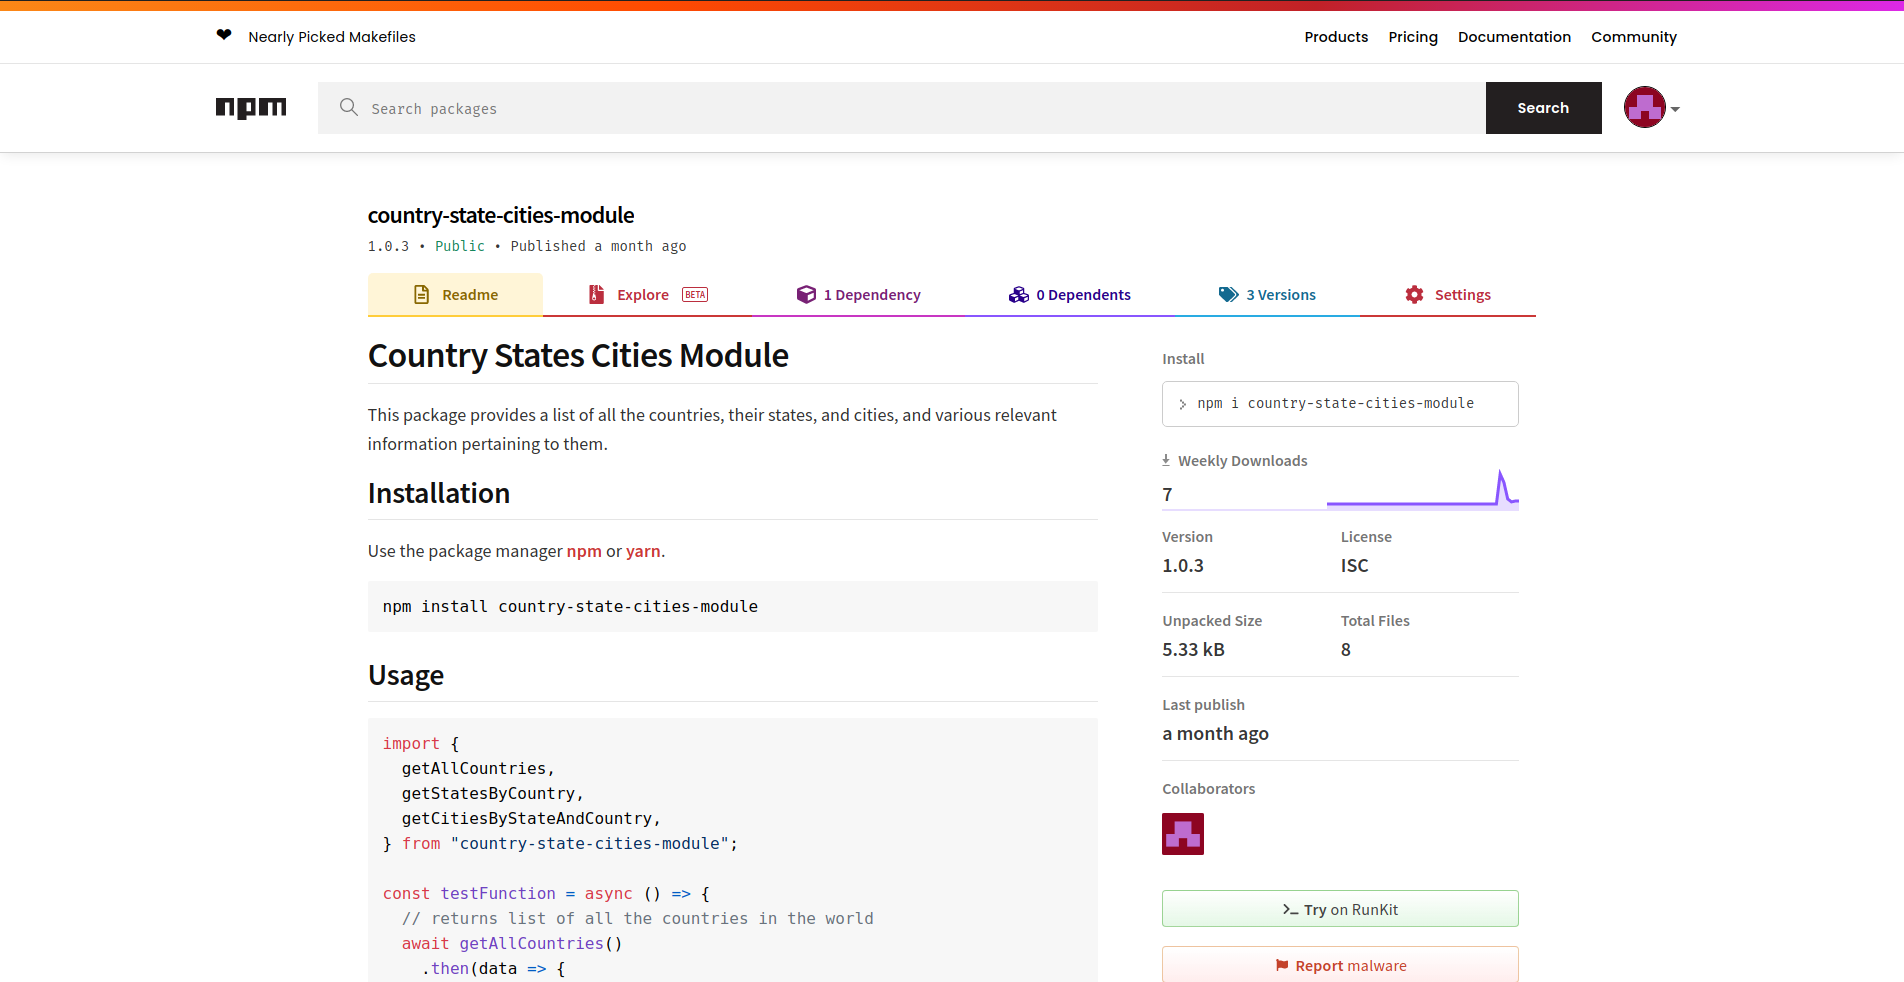 ❤ Nearly Picked Makefiles
Products Pricing Documentation Community
npm
Search packages
Search
country-state-cities-module
1.0.3 • Public • Published a month ago
Readme
Explore BETA
1 Dependency
0 Dependents
3 Versions
Settings
Country States Cities Module
This package provides a list of all the countries, their states, and cities, and various relevant
information pertaining to them.
Installation
Use the package manager npm or yarn.
npm install country-state-cities-module
Usage
import {
  getAllCountries,
  getStatesByCountry,
  getCitiesByStateAndCountry,
} from "country-state-cities-module";
const testFunction = async () => {
  // returns list of all the countries in the world
  await getAllCountries()
    .then(data => {
Install
> npm i country-state-cities-module
Weekly Downloads
7
Version
1.0.3
License
ISC
Unpacked Size
5.33 kB
Total Files
8
Last publish
a month ago
Collaborators
Try on RunKit
Report malware